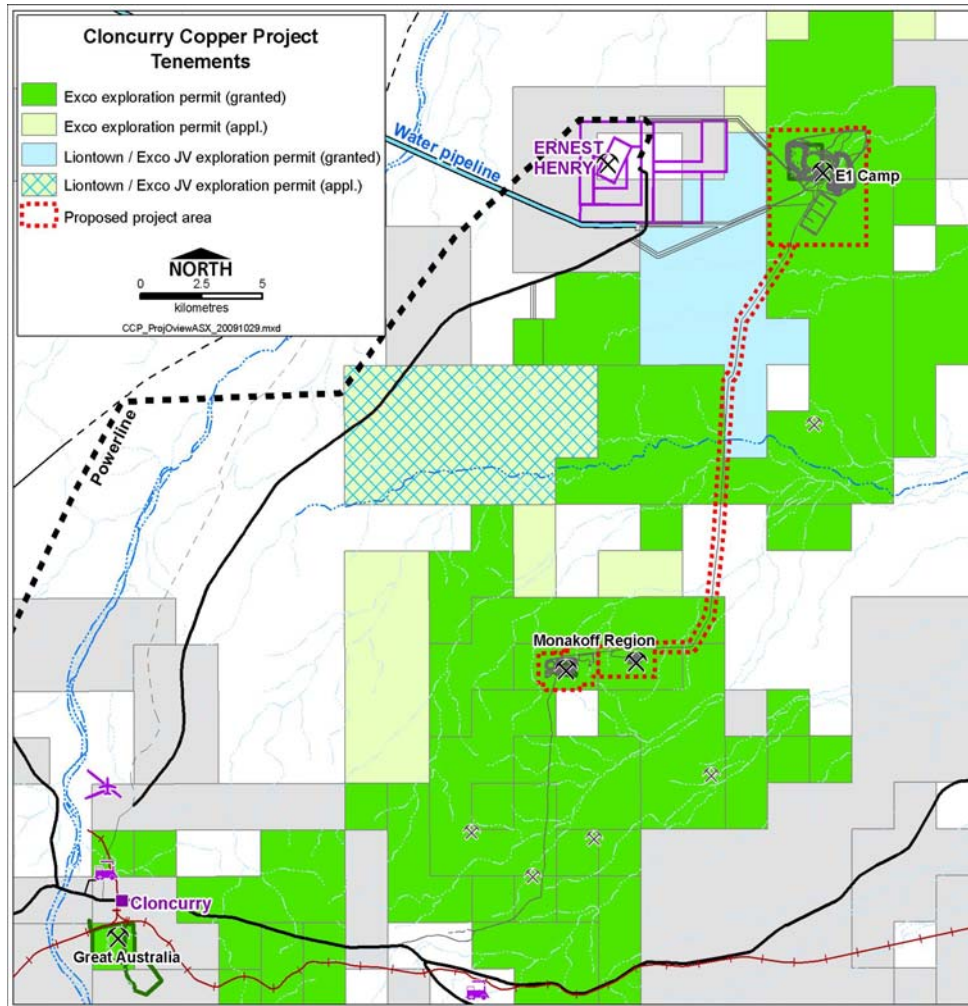 Cloncurry Copper Project
Tenements
Exco exploration permit (granted)
Exco exploration permit (appl.)
Liontown / Exco JV exploration permit (granted)
Liontown / Exco JV exploration permit (appl.)
Proposed project area
NORTH
0 2.5 5
kilometres
CCP_ProjOviewASX_20091029.mxd
Water pipeline
ERNEST
HENRY
E1 Camp
Powerline
Monakoff Region
Cloncurry
Great Australia